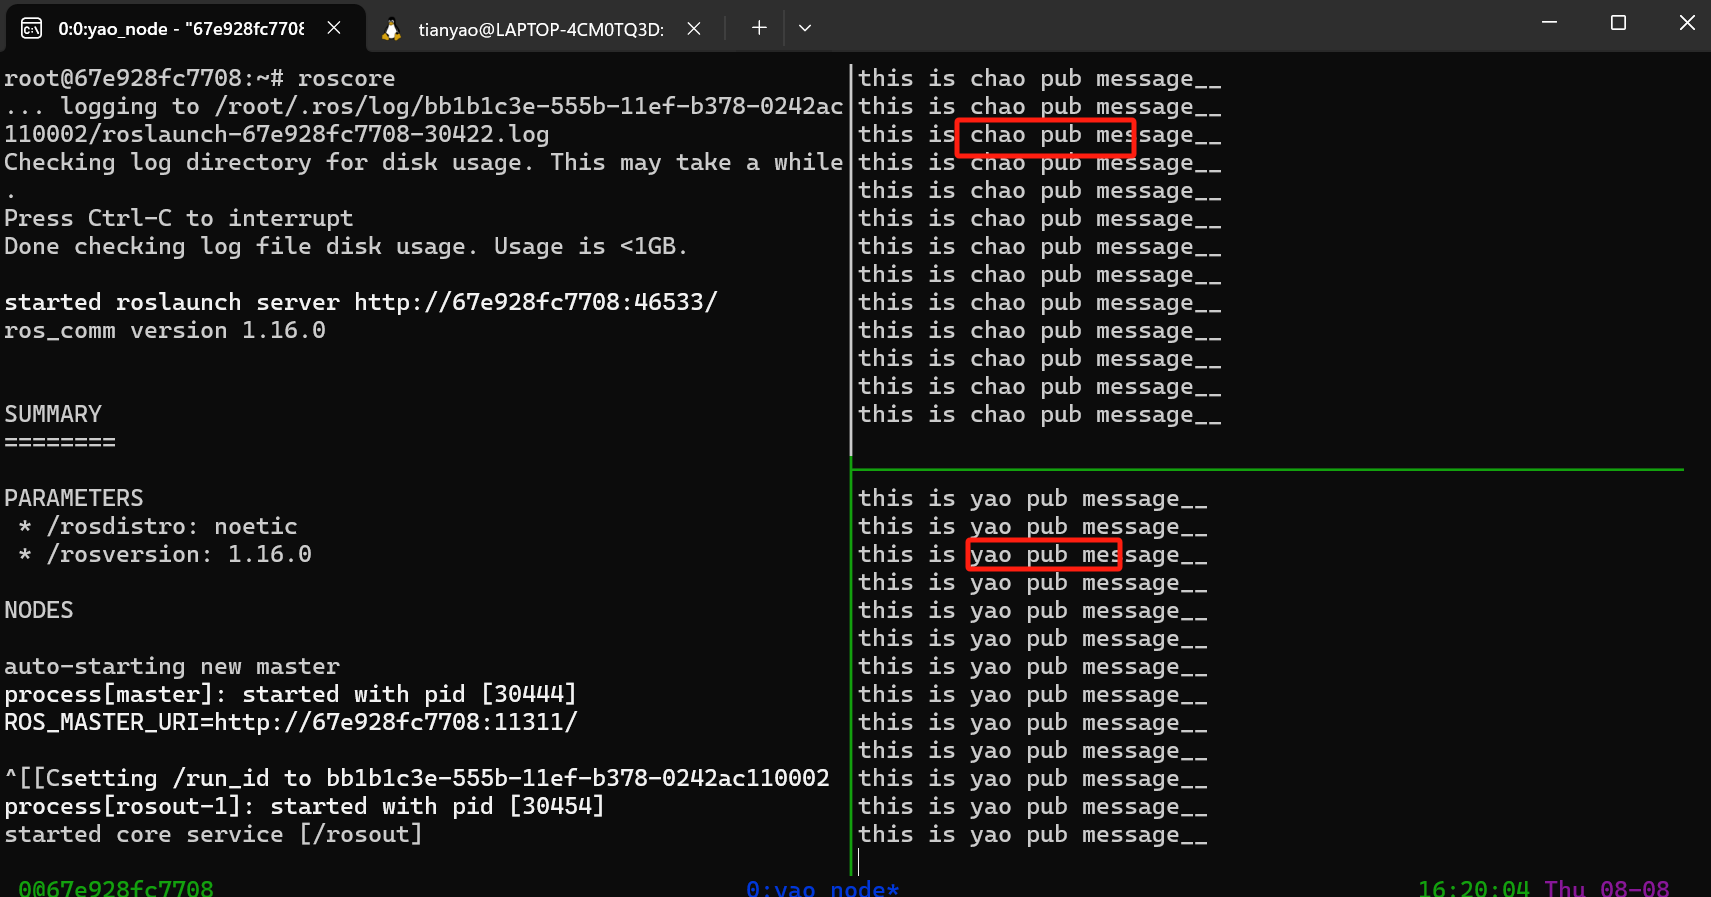 0:0:yao_node - "67e928fc7708
tianyao@LAPTOP-4CM0TQ3D:
root@67e928fc7708:~# roscore
... logging to /root/.ros/log/bb1b1c3e-555b-11ef-b378-0242ac
110002/roslaunch-67e928fc7708-30422.log
Checking log directory for disk usage. This may take a while
.
Press Ctrl-C to interrupt
Done checking log file disk usage. Usage is <1GB.
started roslaunch server http://67e928fc7708:46533/
ros_comm version 1.16.0
SUMMARY
========
PARAMETERS
 * /rosdistro: noetic
 * /rosversion: 1.16.0
NODES
auto-starting new master
process[master]: started with pid [30444]
ROS_MASTER_URI=http://67e928fc7708:11311/
^[[Csetting /run_id to bb1b1c3e-555b-11ef-b378-0242ac110002
process[rosout-1]: started with pid [30454]
started core service [/rosout]
this is chao pub message__
this is chao pub message__
this is chao pub message__
this is chao pub message__
this is chao pub message__
this is chao pub message__
this is chao pub message__
this is chao pub message__
this is chao pub message__
this is chao pub message__
this is chao pub message__
this is chao pub message__
this is chao pub message__
this is yao pub message__
this is yao pub message__
this is yao pub message__
this is yao pub message__
this is yao pub message__
this is yao pub message__
this is yao pub message__
this is yao pub message__
this is yao pub message__
this is yao pub message__
this is yao pub message__
this is yao pub message__
this is yao pub message__
0@67e928fc7708
0:yao_node*
16:20:04 Thu 08-08